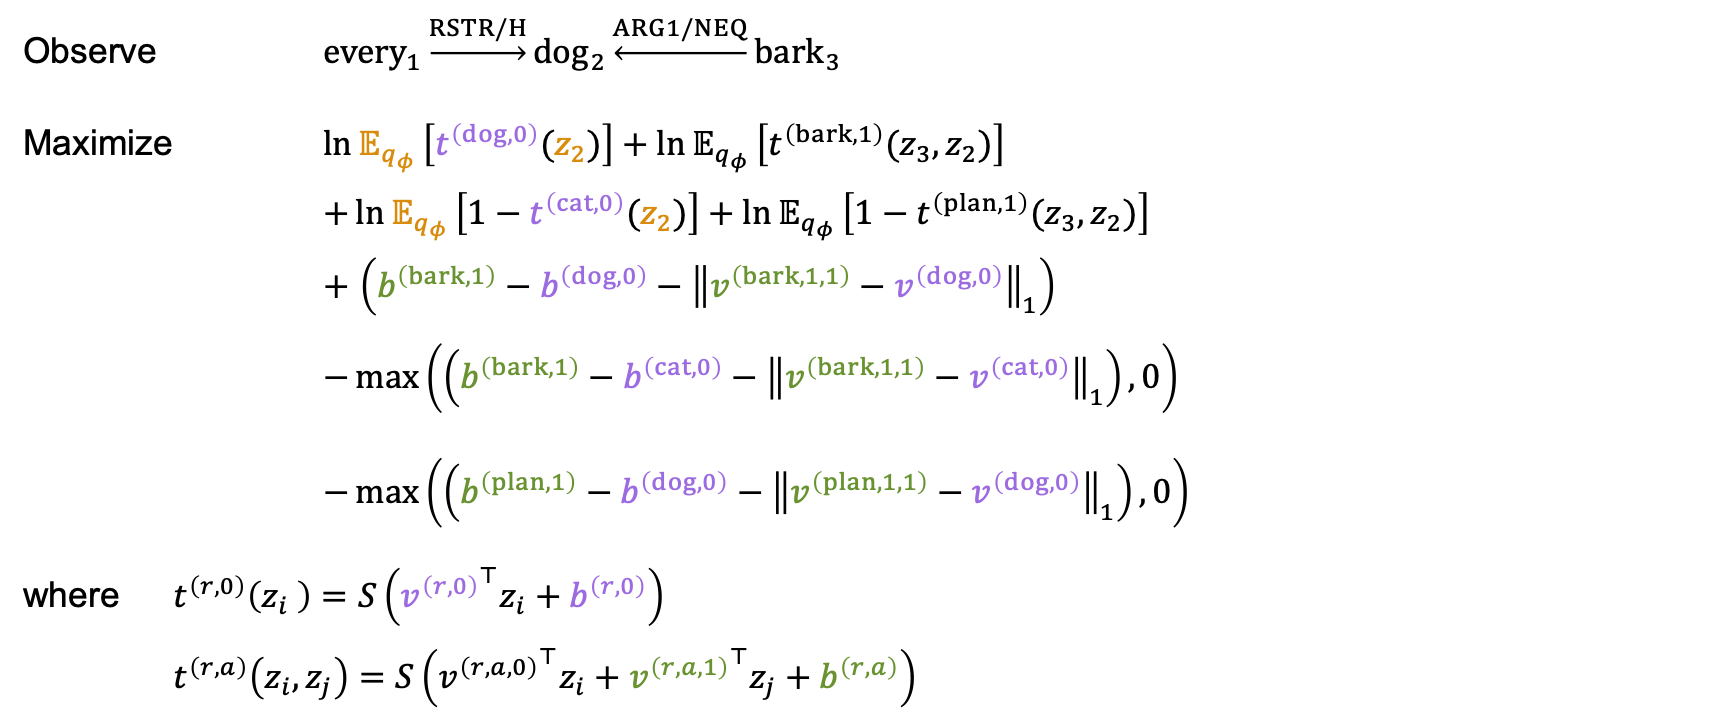 Observe every₁ RSTR/H → dog₂ ARG1/NEQ ← bark₃
Maximize ln 𝔼_{q_ϕ} [t^{(dog,0)}(z₂)] + ln 𝔼_{q_ϕ} [t^{(bark,1)}(z₃, z₂)]
+ ln 𝔼_{q_ϕ} [1 − t^{(cat,0)}(z₂)] + ln 𝔼_{q_ϕ} [1 − t^{(plan,1)}(z₃, z₂)]
+ (b^{(bark,1)} − b^{(dog,0)} − ‖v^{(bark,1,1)} − v^{(dog,0)}‖₁)
− max((b^{(bark,1)} − b^{(cat,0)} − ‖v^{(bark,1,1)} − v^{(cat,0)}‖₁), 0)
− max((b^{(plan,1)} − b^{(dog,0)} − ‖v^{(plan,1,1)} − v^{(dog,0)}‖₁), 0)
where t^{(r,0)}(z_i) = S(v^{(r,0)⊤} z_i + b^{(r,0)})
t^{(r,a)}(z_i, z_j) = S(v^{(r,a,0)⊤} z_i + v^{(r,a,1)⊤} z_j + b^{(r,a)})